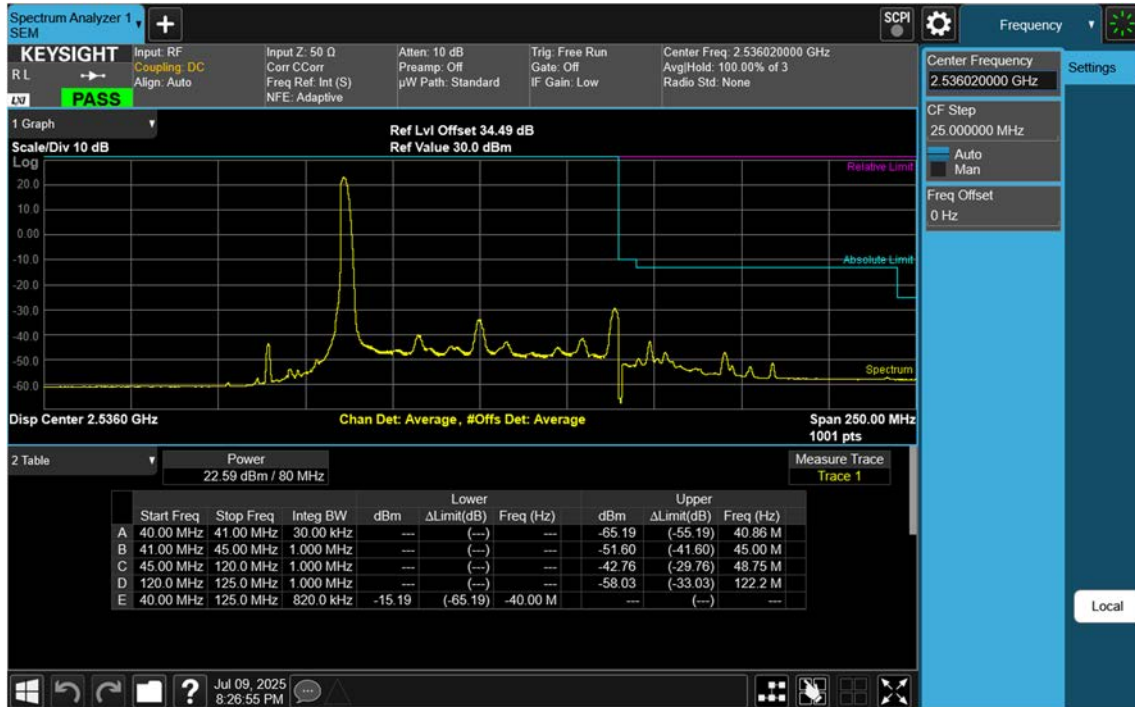 Spectrum Analyzer 1
SEM
SCPI
Frequency
KEYSIGHT
R L
LXI
PASS
Input: RF
Coupling: DC
Align: Auto
Input Z: 50 Ω
Corr CCorr
Freq Ref: Int (S)
NFE: Adaptive
Atten: 10 dB
Preamp: Off
µW Path: Standard
Trig: Free Run
Gate: Off
IF Gain: Low
Center Freq: 2.536020000 GHz
Avg|Hold: 100.00% of 3
Radio Std: None
Center Frequency
2.536020000 GHz
Settings
CF Step
25.000000 MHz
Auto
Man
Freq Offset
0 Hz
1 Graph
Scale/Div 10 dB
Ref Lvl Offset 34.49 dB
Ref Value 30.0 dBm
Log
Relative Limit
20.0
10.0
0.00
-10.0
Absolute Limit
-20.0
-30.0
-40.0
-50.0
Spectrum
-60.0
Disp Center 2.5360 GHz
Chan Det: Average, #Offs Det: Average
Span 250.00 MHz
1001 pts
2 Table
Power
22.59 dBm / 80 MHz
Measure Trace
Trace 1
Lower Upper
Start Freq Stop Freq Integ BW dBm ΔLimit(dB) Freq (Hz) dBm ΔLimit(dB) Freq (Hz)
A 40.00 MHz 41.00 MHz 30.00 kHz --- (---) --- -65.19 (-55.19) 40.86 M
B 41.00 MHz 45.00 MHz 1.000 MHz --- (---) --- -51.60 (-41.60) 45.00 M
C 45.00 MHz 120.0 MHz 1.000 MHz --- (---) --- -42.76 (-29.76) 48.75 M
D 120.0 MHz 125.0 MHz 1.000 MHz --- (---) --- -58.03 (-33.03) 122.2 M
E 40.00 MHz 125.0 MHz 820.0 kHz -15.19 (-65.19) -40.00 M --- (---) ---
Local
?
Jul 09, 2025
8:26:55 PM